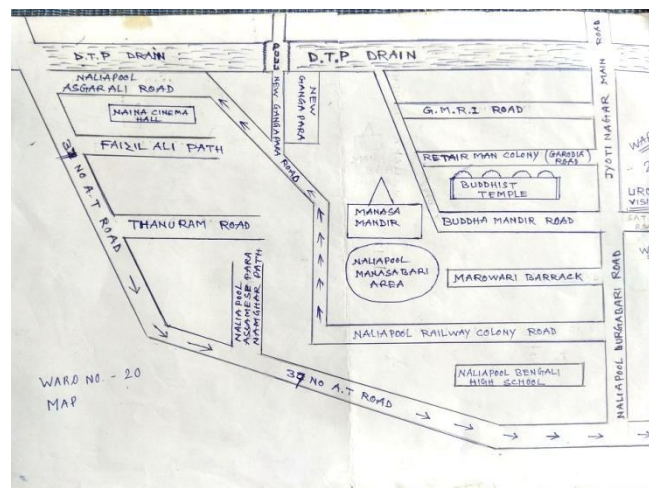 D.T.P DRAIN
D.T.P DRAIN
NALIAPOOL
ASGAR ALI ROAD
NAINA CINEMA
HALL
FAIZIL ALI PATH
37 NO A.T ROAD
THANURAM ROAD
NALIAPOOL
ASSAMESE PARA
NAMGHAR PATH
NEW GANGAPARA ROAD
NEW
GANGA PARA
G.M.R.I ROAD
RETAIR MAN COLONY (GARODIA)
ROAD
BUDDHIST
TEMPLE
BUDDHA MANDIR ROAD
MANASA
MANDIR
NALIAPOOL
MANASABARI
AREA
MAROWARI BARRACK
NALIAPOOL RAILWAY COLONY ROAD
NALIAPOOL BENGALI
HIGH SCHOOL
JYOTI NAGAR MAIN ROAD
NALIAPOOL DURGABARI ROAD
37 NO A.T ROAD
WARD NO. - 20
MAP